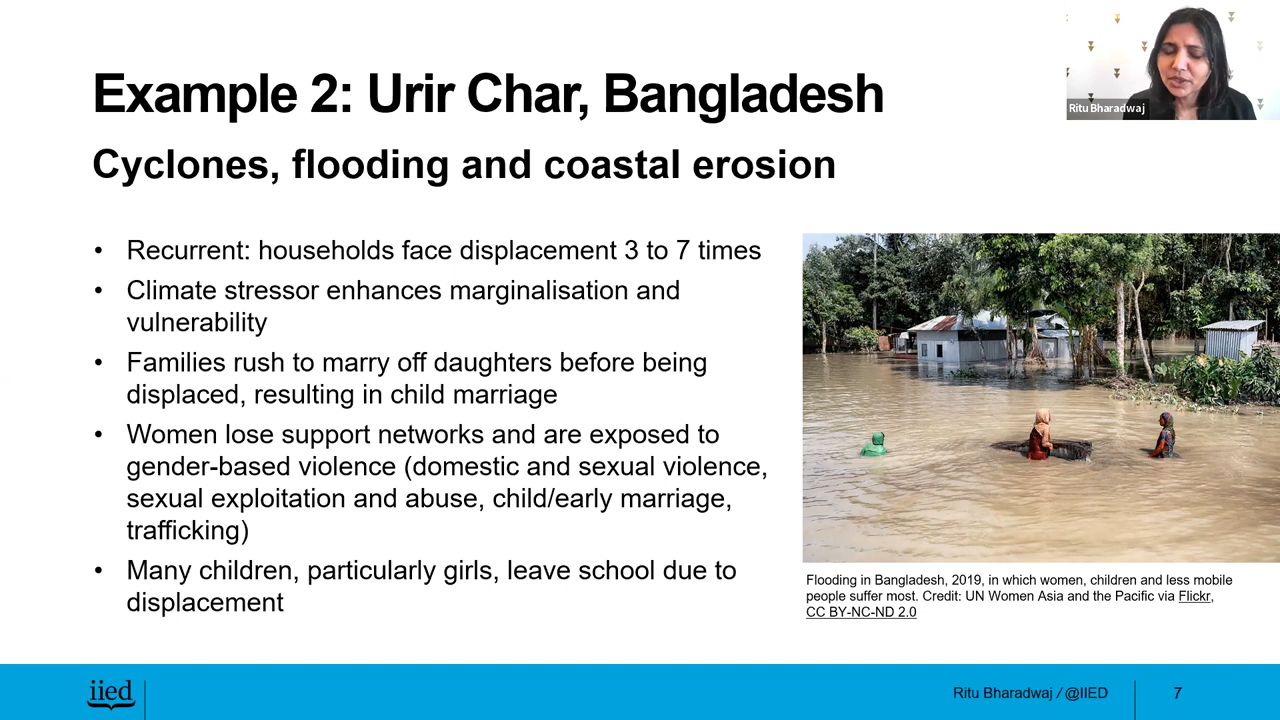 Example 2: Urir Char, Bangladesh
Ritu Bharadwaj
Cyclones, flooding and coastal erosion
• Recurrent: households face displacement 3 to 7 times
• Climate stressor enhances marginalisation and
vulnerability
• Families rush to marry off daughters before being
displaced, resulting in child marriage
• Women lose support networks and are exposed to
gender-based violence (domestic and sexual violence,
sexual exploitation and abuse, child/early marriage,
trafficking)
• Many children, particularly girls, leave school due to
displacement
Flooding in Bangladesh, 2019, in which women, children and less mobile
people suffer most. Credit: UN Women Asia and the Pacific via Flickr,
CC BY-NC-ND 2.0
iied
Ritu Bharadwaj / @IIED
7